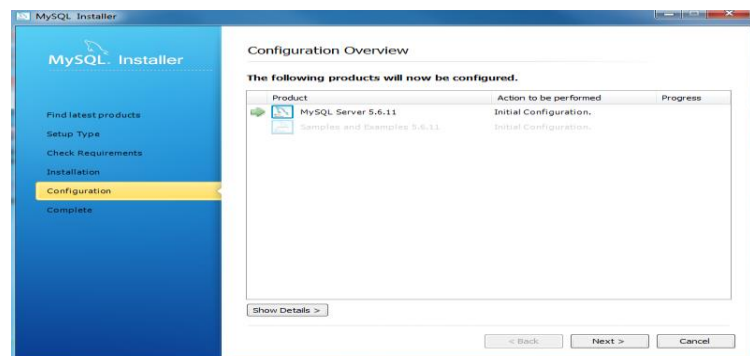 MySQL Installer
MySQL. Installer
Find latest products
Setup Type
Check Requirements
Installation
Configuration
Complete
Configuration Overview
The following products will now be configured.
Product Action to be performed Progress
MySQL Server 5.6.11 Initial Configuration.
Samples and Examples 5.6.11 Initial Configuration.
Show Details >
< Back Next > Cancel